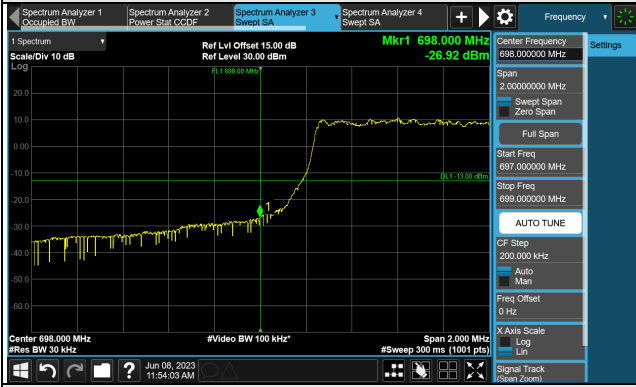 Spectrum Analyzer 1
Occupied BW
Spectrum Analyzer 2
Power Stat CCDF
Spectrum Analyzer 3
Swept SA
Spectrum Analyzer 4
Swept SA
Frequency
1 Spectrum
Scale/Div 10 dB
Log
Ref Lvl Offset 15.00 dB
Ref Level 30.00 dBm
Mkr1 698.000 MHz
-26.92 dBm
FL1 698.00 MHz
20.0
10.0
0.00
-10.0
DL1 -13.00 dBm
-20.0
1
-30.0
-40.0
-50.0
-60.0
Center 698.000 MHz
#Video BW 100 kHz*
Span 2.000 MHz
#Res BW 30 kHz
#Sweep 300 ms (1001 pts)
Jun 08, 2023
11:54:03 AM
Center Frequency
698.000000 MHz
Settings
Span
2.00000000 MHz
Swept Span
Zero Span
Full Span
Start Freq
697.000000 MHz
Stop Freq
699.000000 MHz
AUTO TUNE
CF Step
200.000 kHz
Auto
Man
Freq Offset
0 Hz
X Axis Scale
Log
Lin
Signal Track
(Span Zoom)